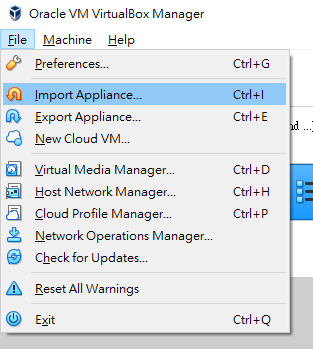 Oracle VM VirtualBox Manager
File Machine Help
Preferences... Ctrl+G
Import Appliance... Ctrl+I
Export Appliance... Ctrl+E
New Cloud VM...
Virtual Media Manager... Ctrl+D
Host Network Manager... Ctrl+H
Cloud Profile Manager... Ctrl+P
Network Operations Manager...
Check for Updates...
Reset All Warnings
Exit Ctrl+Q